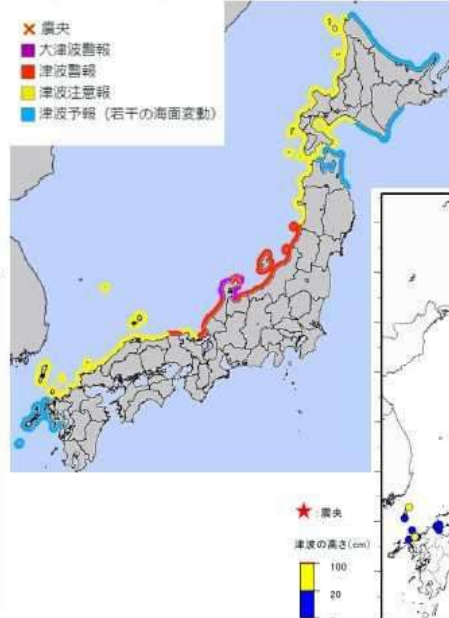 震央
大津波警報
津波警報
津波注意報
津波予報（若干の海面変動）
震央
津波の高さ(cm)
100
20